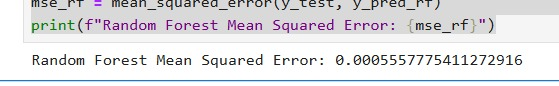 mse_rf = mean_squared_error(y_test, y_pred_rf)
print(f"Random Forest Mean Squared Error: {mse_rf}")
Random Forest Mean Squared Error: 0.0005557775411272916